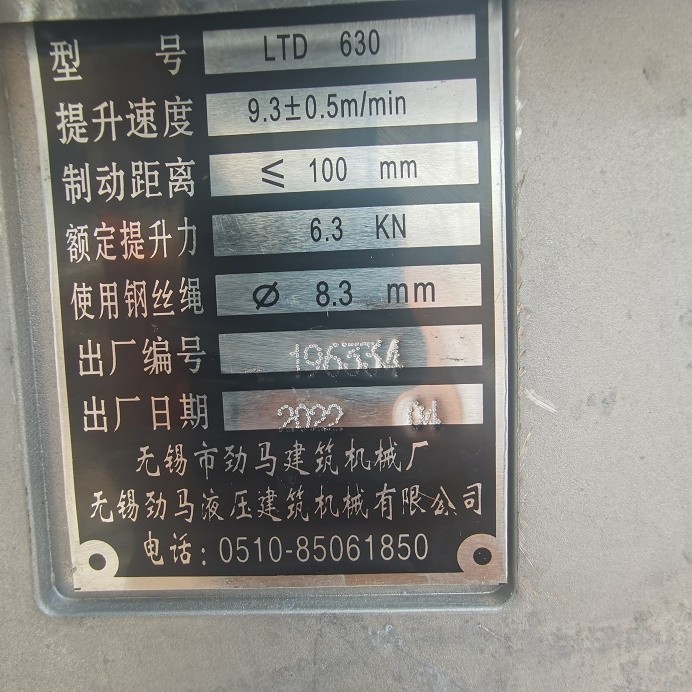 型号 LTD 630
提升速度 9.3±0.5m/min
制动距离 ≤ 100 mm
额定提升力 6.3 KN
使用钢丝绳 Ø 8.3 mm
出厂编号 196334
出厂日期 2022 04
无锡市劲马建筑机械厂
无锡劲马液压建筑机械有限公司
电话:0510-85061850